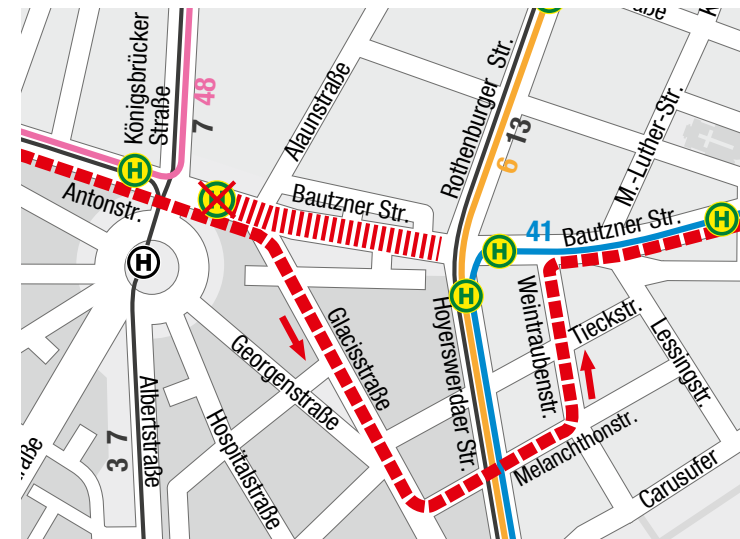 Königsbrücker
Straße
48
7
Alaunstraße
Rothenburger Str.
13
6
M.-Luther-Str.
H
Antonstr.
H
Bautzner Str.
H
H
41
Bautzner Str.
H
H
H
Glacisstraße
Georgenstraße
Hoyerswerdaer Str.
Weintraubenstr.
Tieckstr.
Lessingstr.
Albertstraße
3 7
Hospitalstraße
Melanchthonstr.
Carusufer